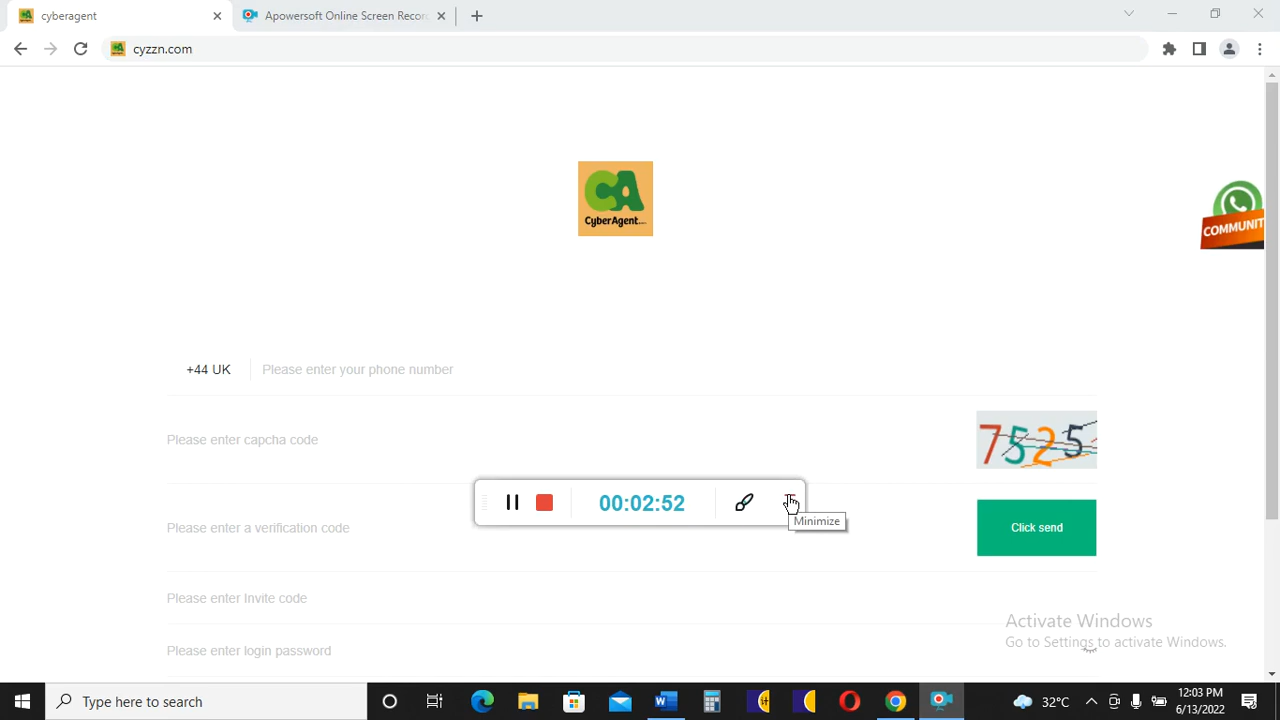 cyberagent
Apowersoft Online Screen Recor
cyzzn.com
CA
CyberAgent...
COMMUNIT
+44 UK
Please enter your phone number
Please enter capcha code
7525
00:02:52
Minimize
Please enter a verification code
Click send
Please enter Invite code
Activate Windows
Go to Settings to activate Windows.
Please enter login password
Type here to search
32°C
12:03 PM
6/13/2022